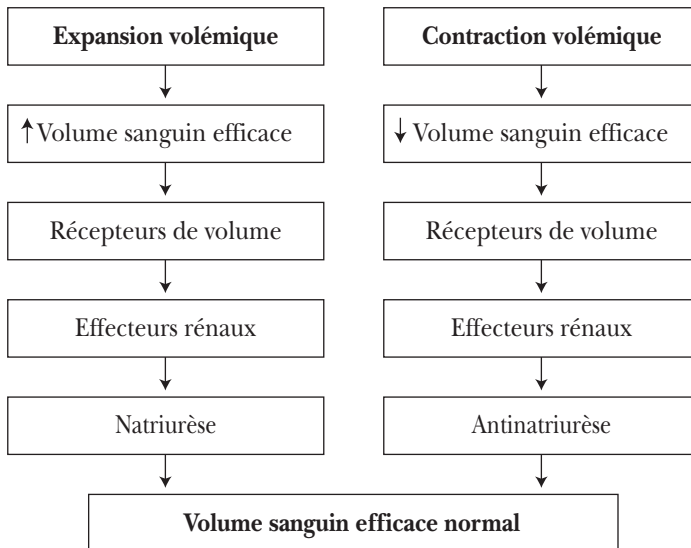 Expansion volémique
↑ Volume sanguin efficace
Récepteurs de volume
Effecteurs rénaux
Natriurèse
Contraction volémique
↓ Volume sanguin efficace
Récepteurs de volume
Effecteurs rénaux
Antinatriurèse
Volume sanguin efficace normal